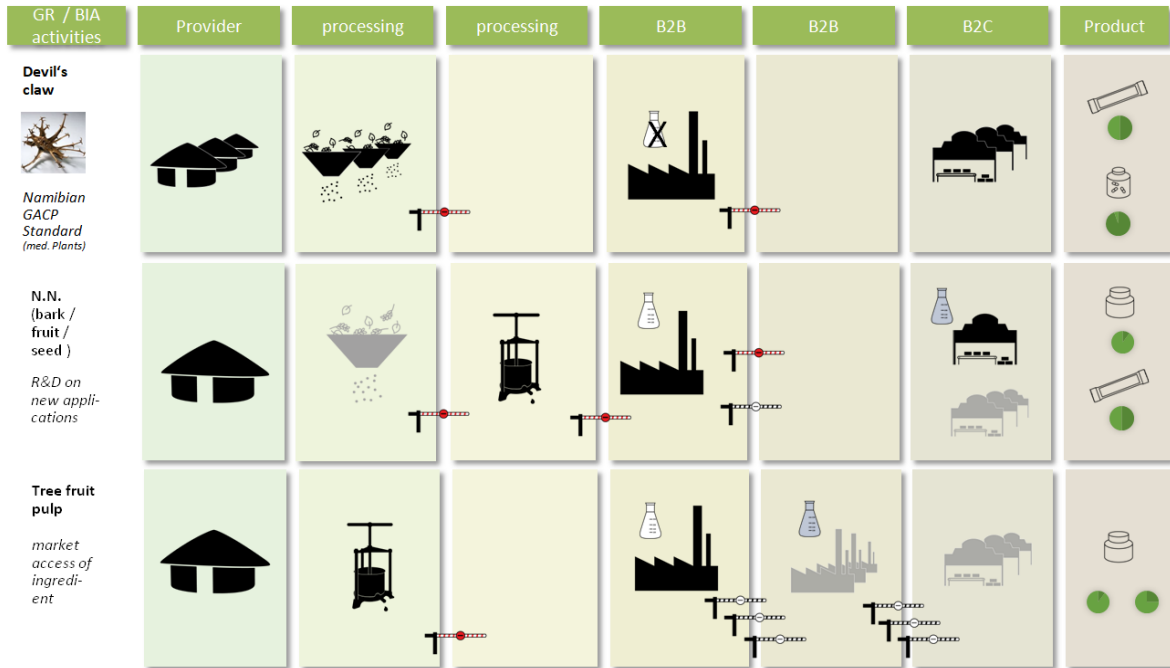 GR / BIA
activities
Provider
processing
processing
B2B
B2B
B2C
Product
Devil's
claw
Namibian
GACP
Standard
(med. Plants)
N.N.
(bark /
fruit /
seed )
R&D on
new appli-
cations
Tree fruit
pulp
market
access of
ingredi-
ent